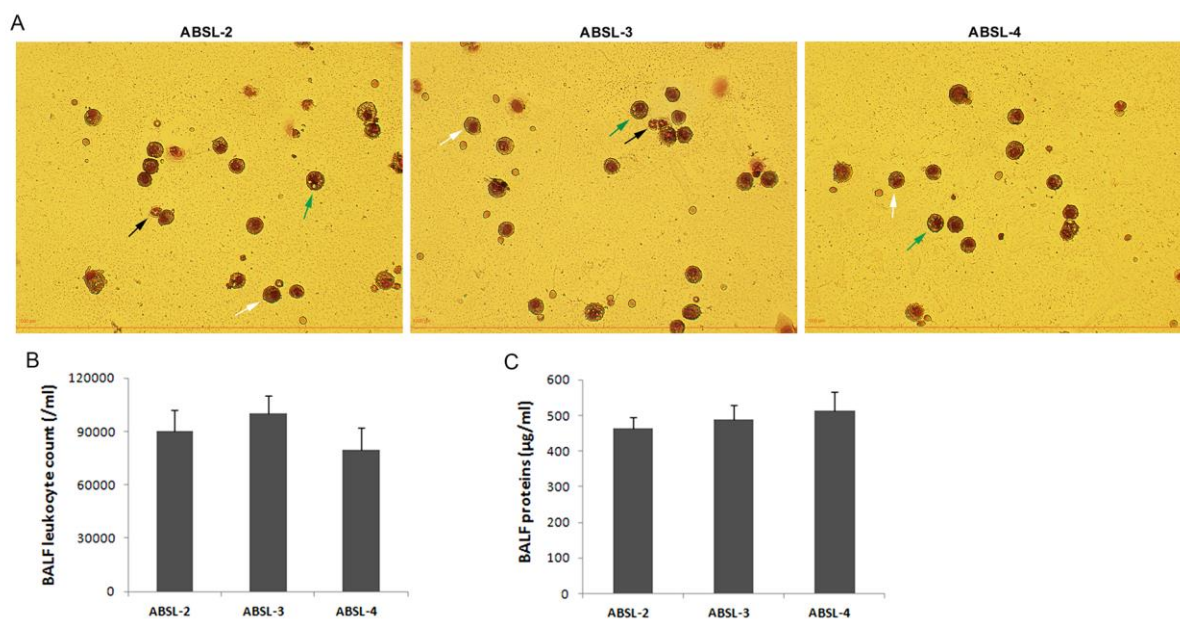 A
ABSL-2
ABSL-3
ABSL-4
B
BALF leukocyte count (/ml)
120000
90000
60000
30000
0
ABSL-2
ABSL-3
ABSL-4
C
BALF proteins (µg/ml)
600
500
400
300
200
100
0
ABSL-2
ABSL-3
ABSL-4